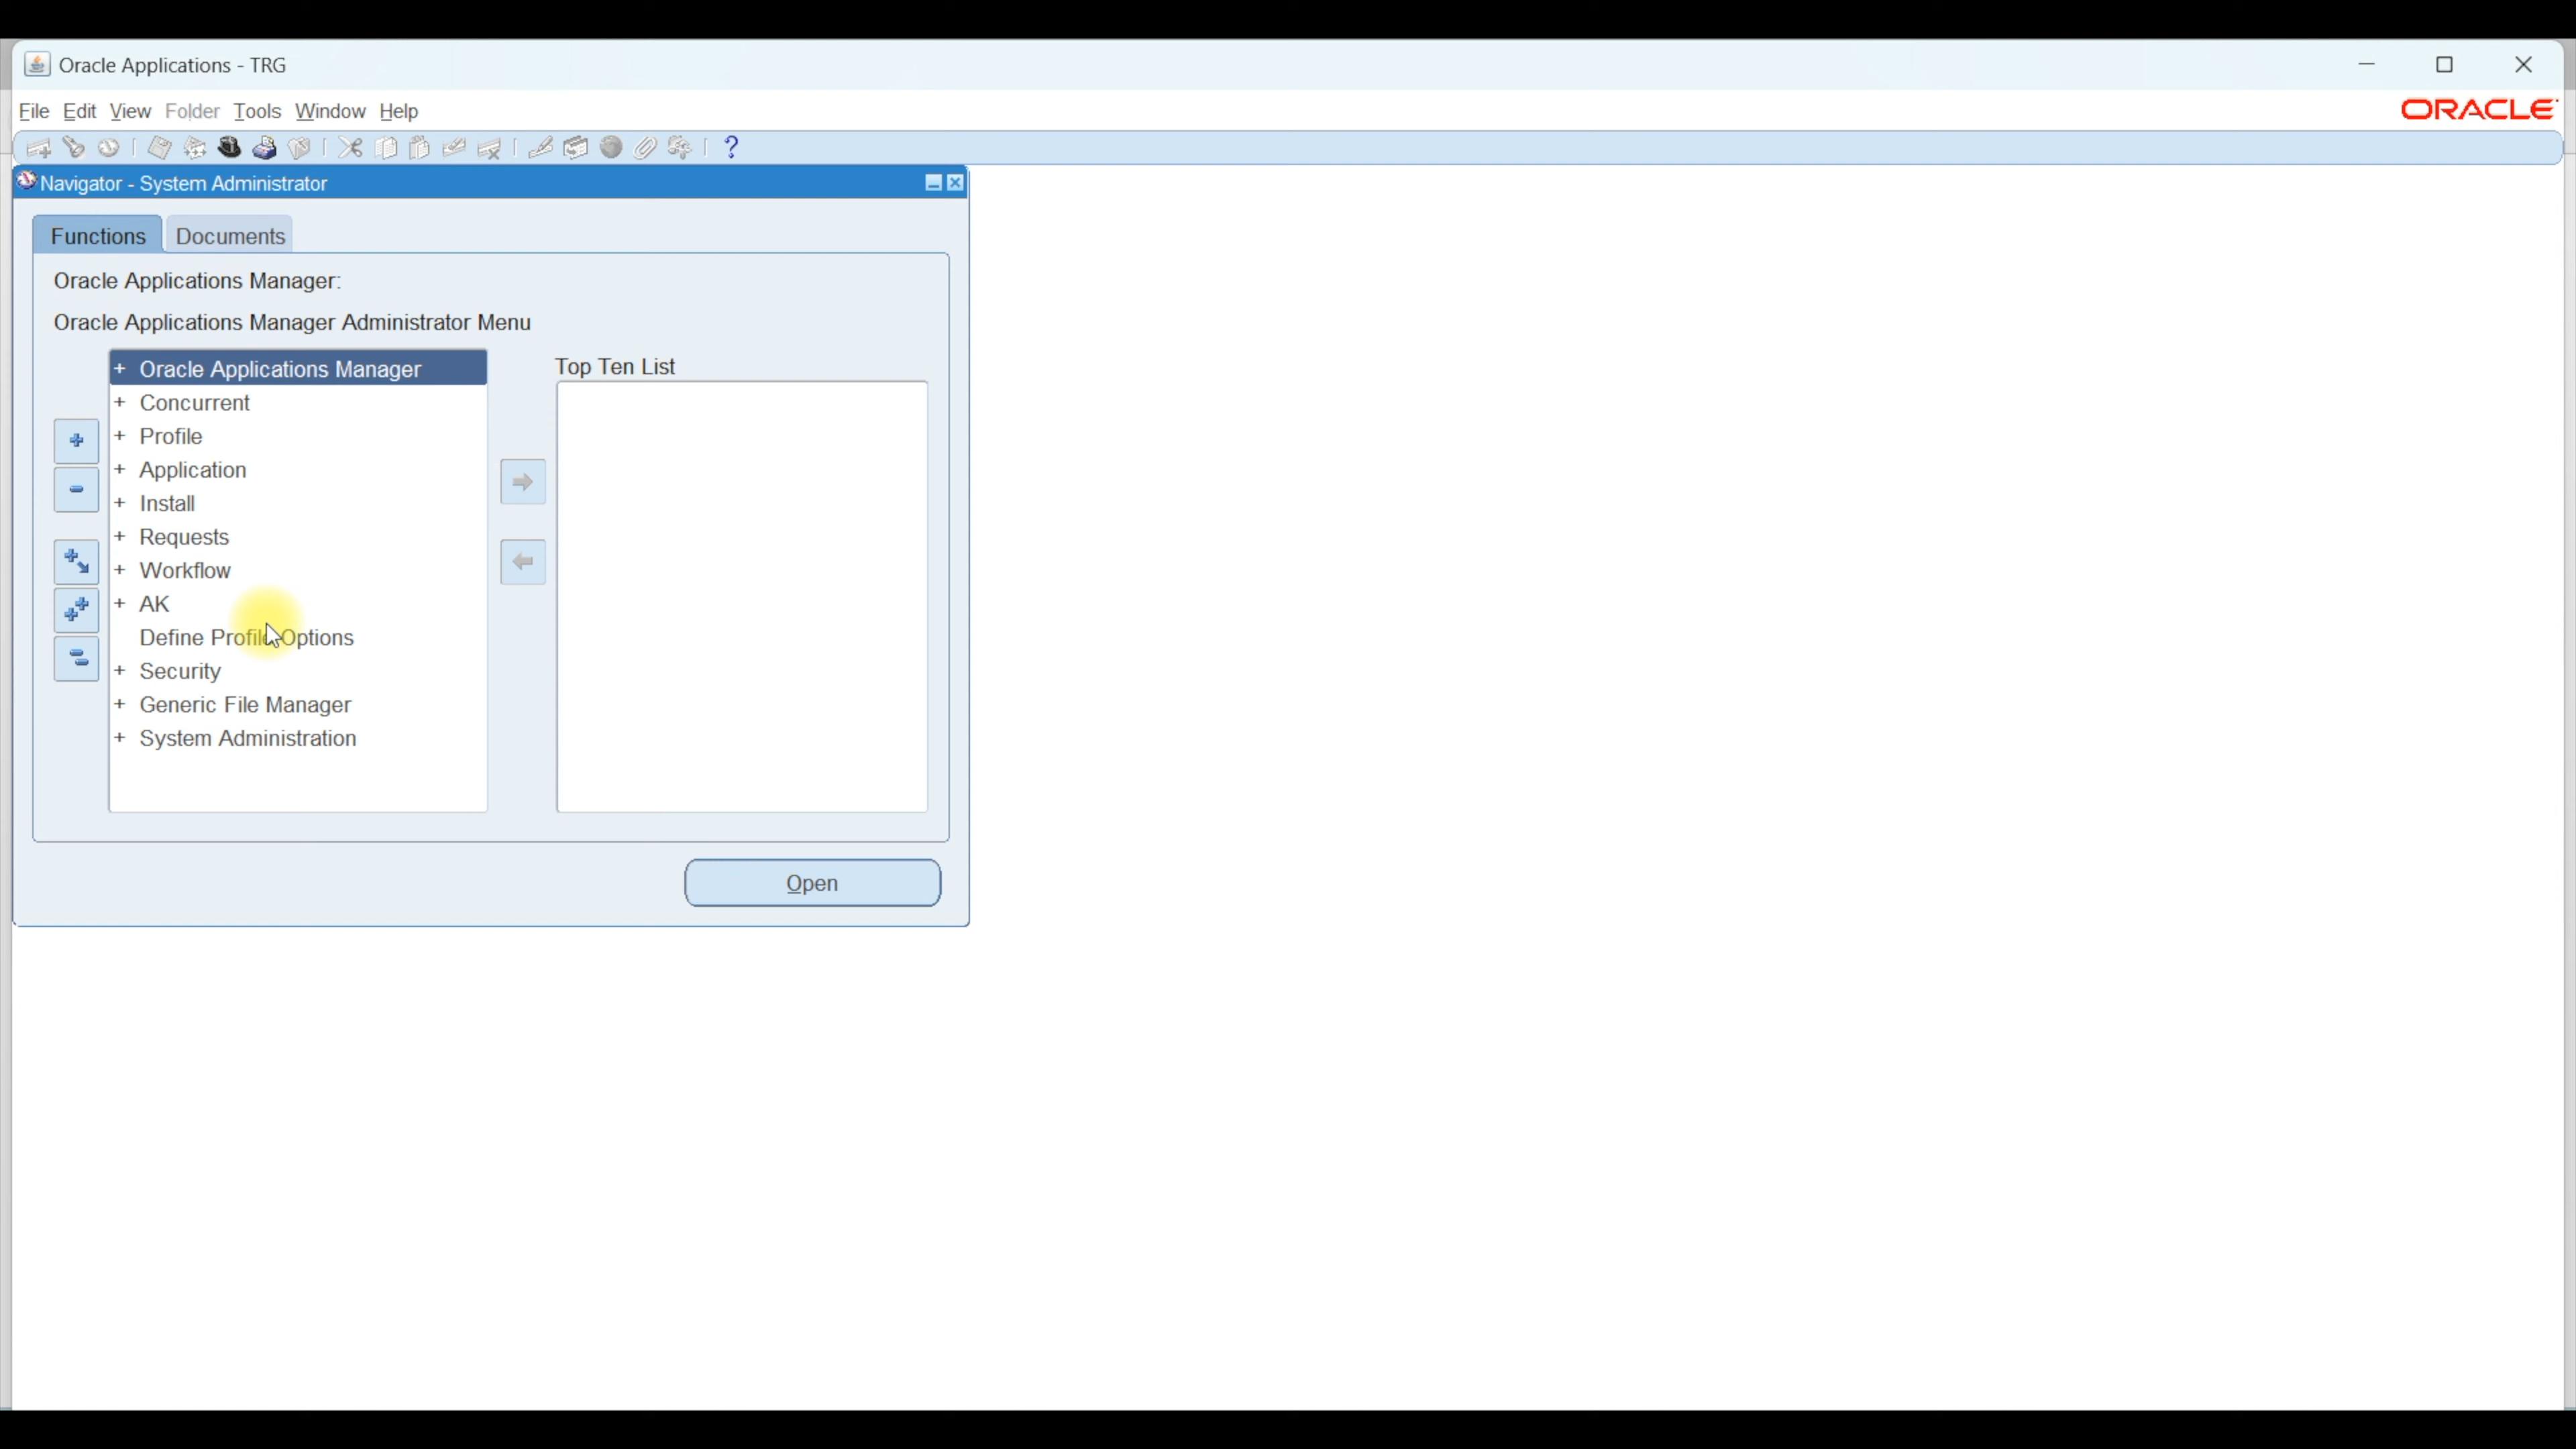 Oracle Applications - TRG
File Edit View Folder Tools Window Help
ORACLE
Navigator - System Administrator
Functions Documents
Oracle Applications Manager:
Oracle Applications Manager Administrator Menu
+ Oracle Applications Manager
+ Concurrent
+ Profile
+ Application
+ Install
+ Requests
+ Workflow
+ AK
Define Profile Options
+ Security
+ Generic File Manager
+ System Administration
Top Ten List
Open